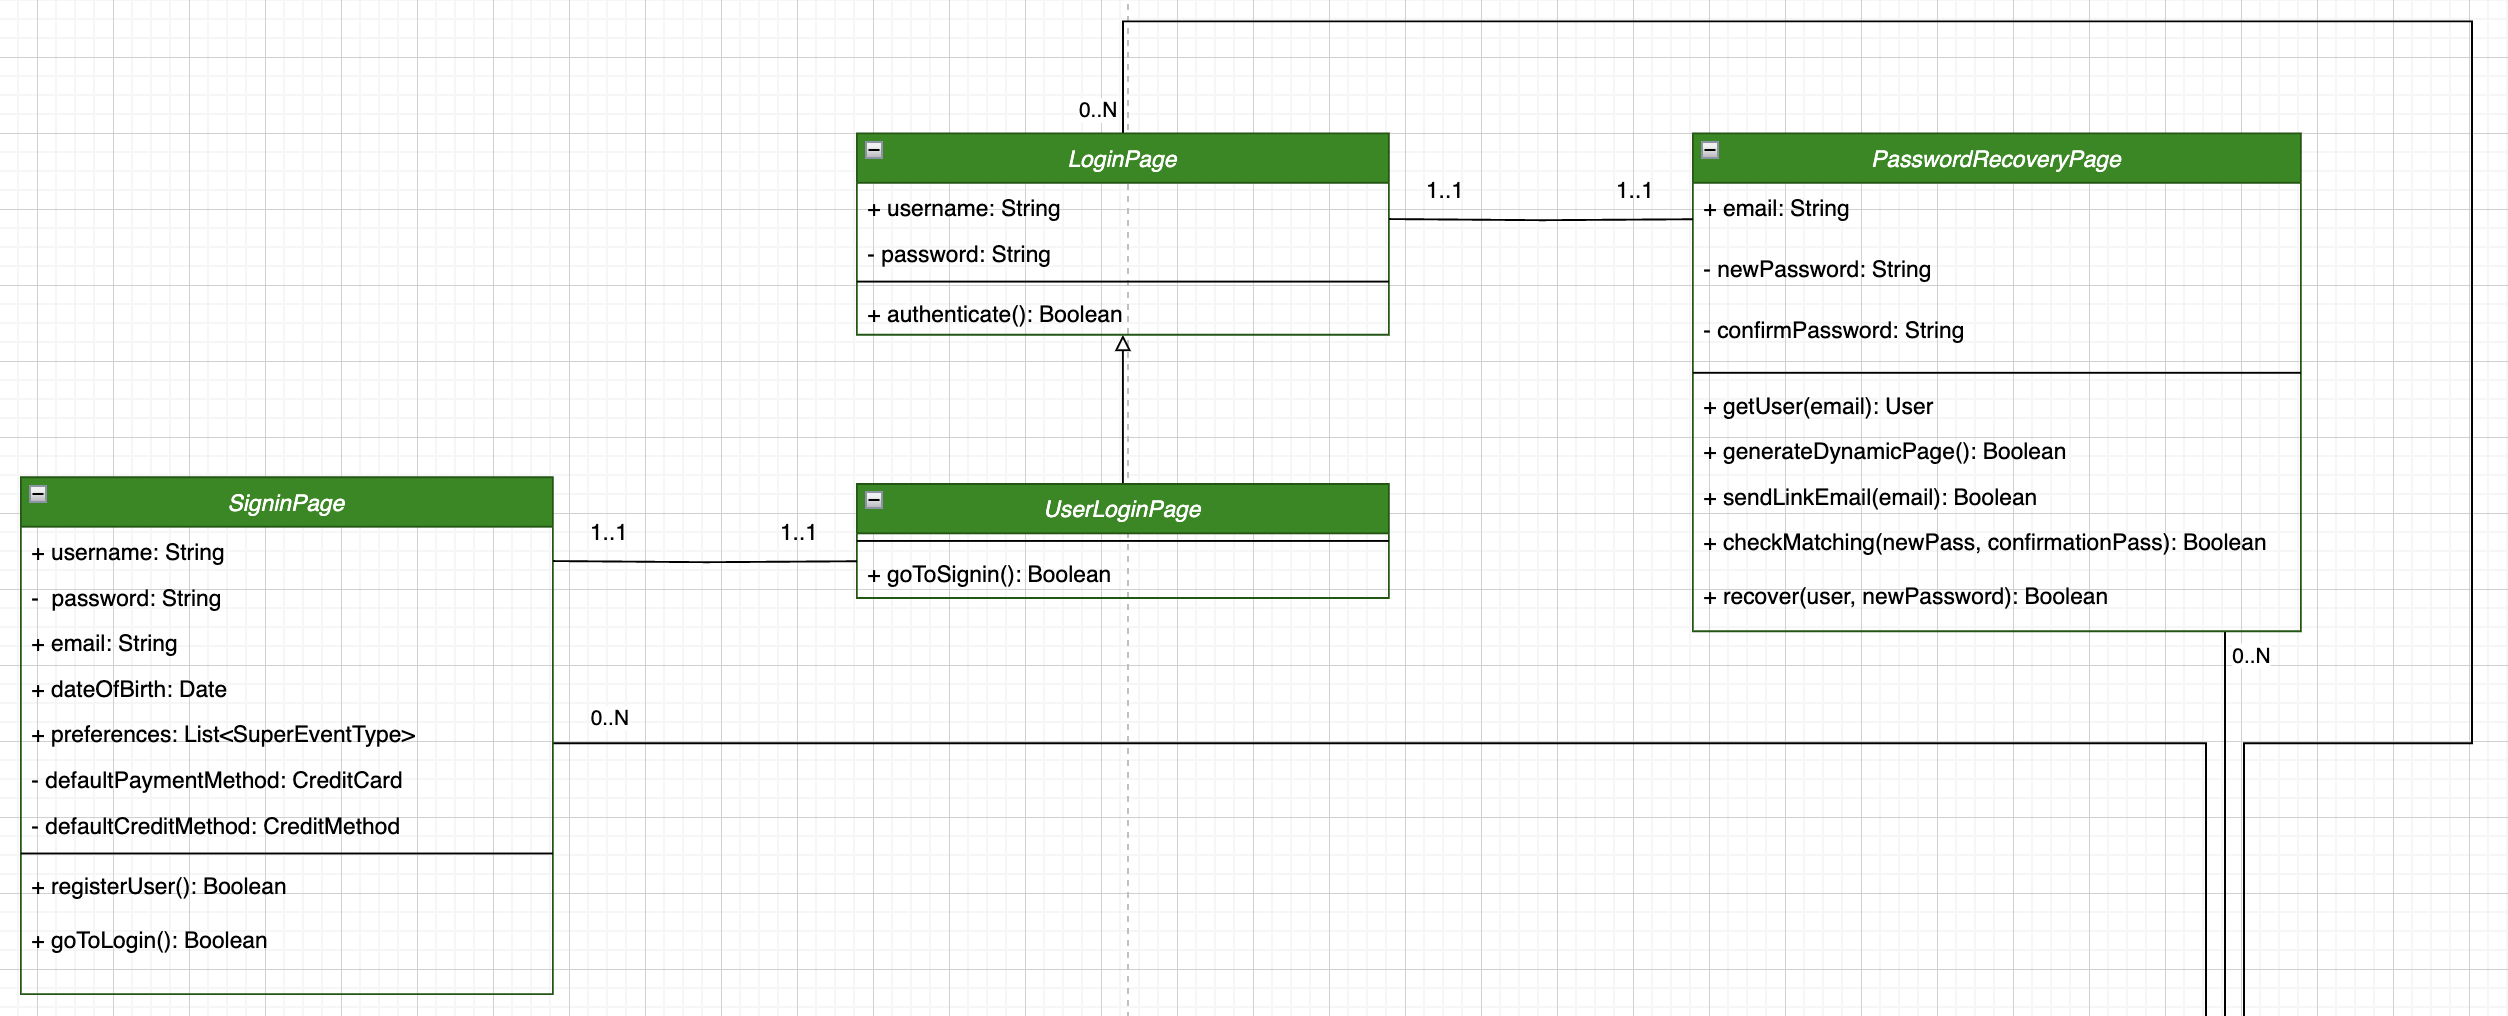 0..N
LoginPage
+ username: String
- password: String
+ authenticate(): Boolean
1..1
1..1
PasswordRecoveryPage
+ email: String
- newPassword: String
- confirmPassword: String
+ getUser(email): User
+ generateDynamicPage(): Boolean
+ sendLinkEmail(email): Boolean
+ checkMatching(newPass, confirmationPass): Boolean
+ recover(user, newPassword): Boolean
0..N
SigninPage
+ username: String
-  password: String
+ email: String
+ dateOfBirth: Date
+ preferences: List<SuperEventType>
- defaultPaymentMethod: CreditCard
- defaultCreditMethod: CreditMethod
+ registerUser(): Boolean
+ goToLogin(): Boolean
1..1
1..1
UserLoginPage
+ goToSignin(): Boolean
0..N